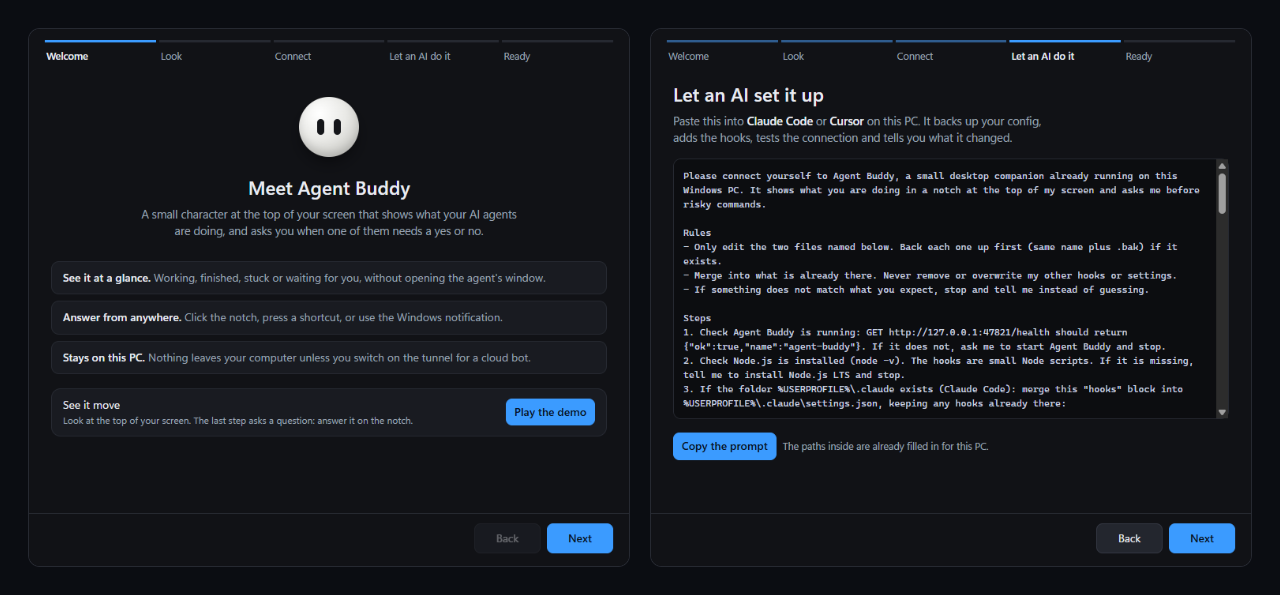 Welcome
Look
Connect
Let an AI do it
Ready
Meet Agent Buddy
A small character at the top of your screen that shows what your AI agents
are doing, and asks you when one of them needs a yes or no.
See it at a glance. Working, finished, stuck or waiting for you, without opening the agent's window.
Answer from anywhere. Click the notch, press a shortcut, or use the Windows notification.
Stays on this PC. Nothing leaves your computer unless you switch on the tunnel for a cloud bot.
See it move
Look at the top of your screen. The last step asks a question: answer it on the notch.
Play the demo
Back
Next
Welcome
Look
Connect
Let an AI do it
Ready
Let an AI set it up
Paste this into Claude Code or Cursor on this PC. It backs up your config,
adds the hooks, tests the connection and tells you what it changed.
Please connect yourself to Agent Buddy, a small desktop companion already running on this
Windows PC. It shows what you are doing in a notch at the top of my screen and asks me before
risky commands.
Rules
- Only edit the two files named below. Back each one up first (same name plus .bak) if it
exists.
- Merge into what is already there. Never remove or overwrite my other hooks or settings.
- If something does not match what you expect, stop and tell me instead of guessing.
Steps
1. Check Agent Buddy is running: GET http://127.0.0.1:47821/health should return
{"ok":true,"name":"agent-buddy"}. If it does not, ask me to start Agent Buddy and stop.
2. Check Node.js is installed (node -v). The hooks are small Node scripts. If it is missing,
tell me to install Node.js LTS and stop.
3. If the folder %USERPROFILE%\.claude exists (Claude Code): merge this "hooks" block into
%USERPROFILE%\.claude\settings.json, keeping any hooks already there:
Copy the prompt
The paths inside are already filled in for this PC.
Back
Next